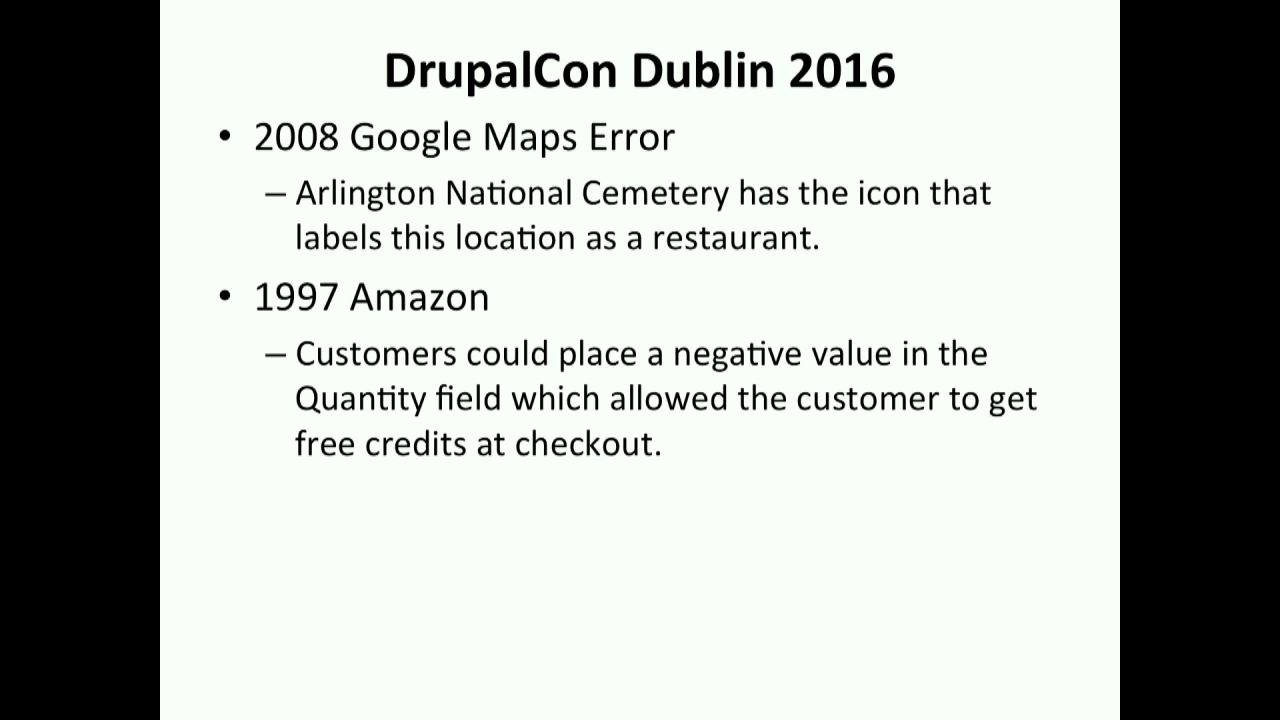 DrupalCon Dublin 2016
• 2008 Google Maps Error
– Arlington National Cemetery has the icon that
labels this location as a restaurant.
• 1997 Amazon
– Customers could place a negative value in the
Quantity field which allowed the customer to get
free credits at checkout.